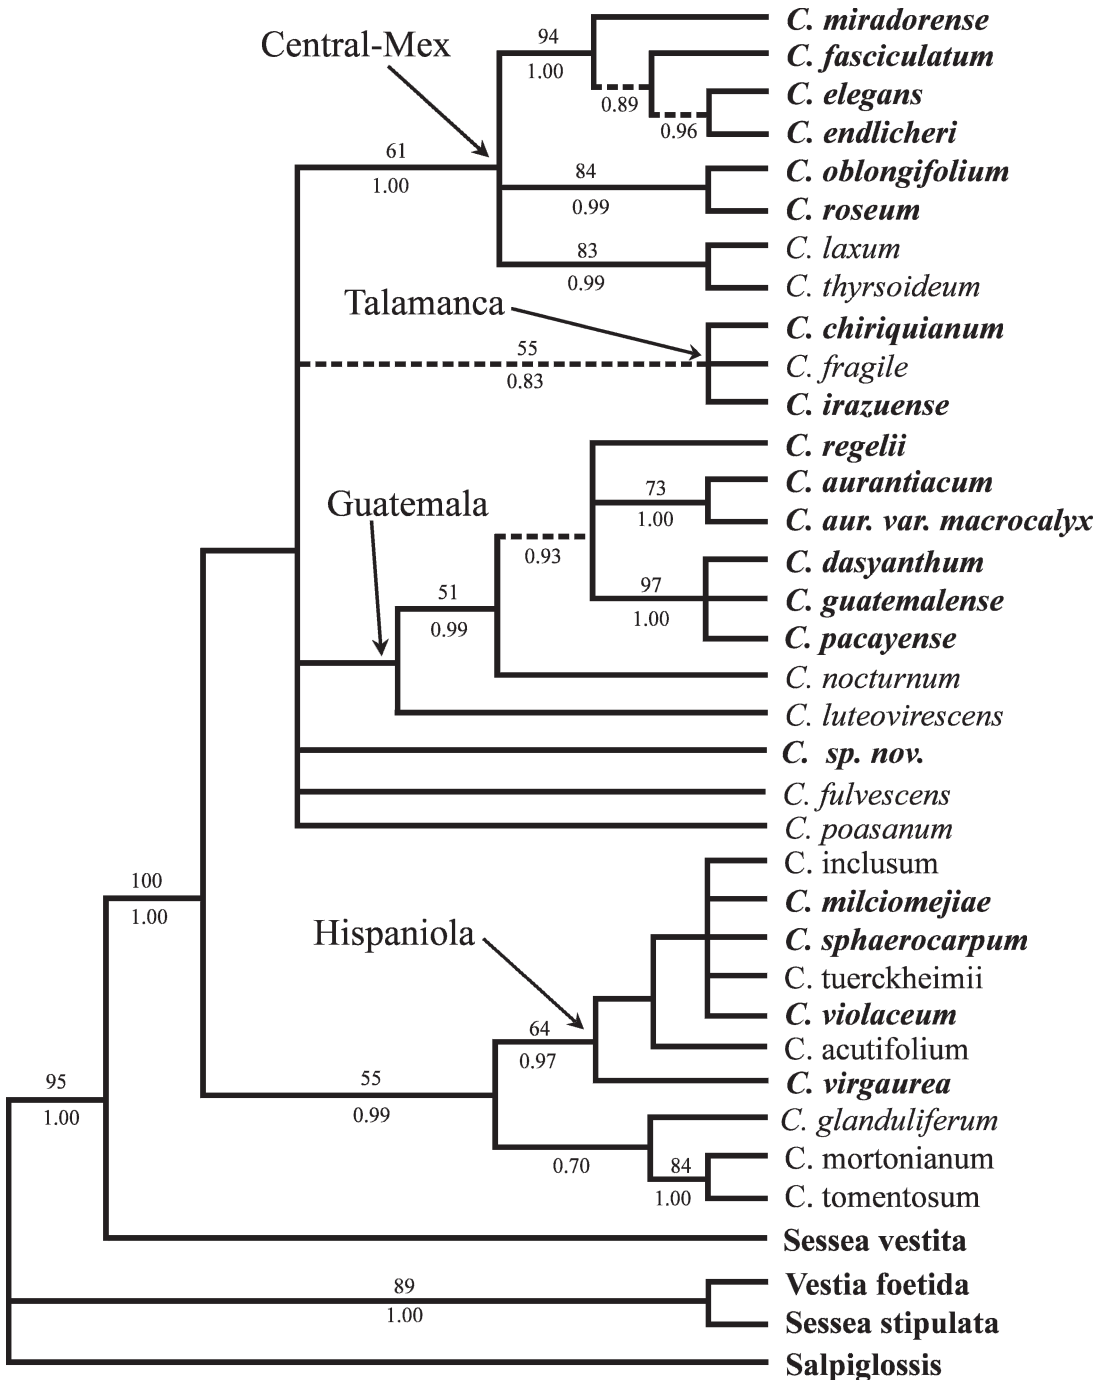 C. miradorense
94
Central-Mex
1.00
C. fasciculatum
0.89
C. elegans
0.96
C. endlicheri
61
1.00
84
C. oblongifolium
0.99
C. roseum
83
C. laxum
0.99
C. thyrsoideum
Talamanca
C. chiriquianum
55
C. fragile
0.83
C. irazuense
C. regelii
Guatemala
73
C. aurantiacum
1.00
C. aur. var. macrocalyx
0.93
C. dasyanthum
51
97
C. guatemalense
0.99
1.00
C. pacayense
C. nocturnum
C. luteovirescens
C. sp. nov.
C. fulvescens
C. poasanum
C. inclusum
100
1.00
C. milciomejiae
Hispaniola
C. sphaerocarpum
C. tuerckheimii
C. violaceum
64
0.97
C. acutifolium
95
55
C. virgaurea
1.00
0.99
C. glanduliferum
0.70
84
C. mortonianum
1.00
C. tomentosum
Sessea vestita
89
Vestia foetida
1.00
Sessea stipulata
Salpiglossis